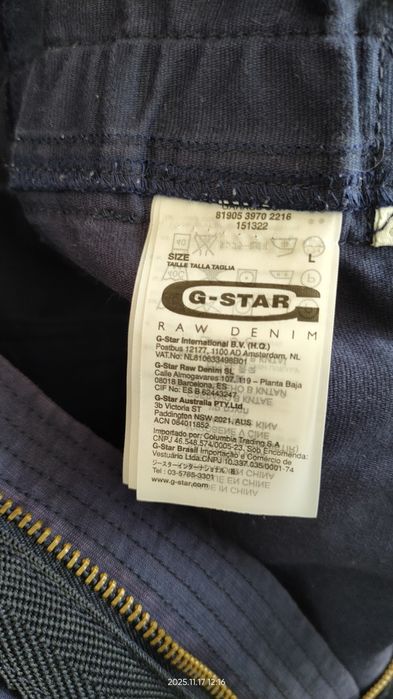 81905 3970 2216
151322
SIZE
TAILLE TALLA TAGLIA
L
G-STAR
RAW DENIM
G-Star International B.V. (H.Q.)
Postbus 12177, 1100 AD Amsterdam, NL
VAT.No: NL810633498B01
G-Star Raw Denim SL
Calle Almogavares 107, 119 – Planta Baja
08018 Barcelona, ES
CIF No: ES B 62443247
G-Star Australia PTY.Ltd.
3b Victoria ST
Paddington NSW 2021, AUS
ACN 084011852
Importado por: Columbia Trading S.A
CNPJ 46.548.574/0005-23, Sob Encomenda:
G-Star Brasil Importação e Comércio de
Vestuário Ltda.CNPJ 10.337.035/0001-74
ジースターインターナショナル(株)
Tel : 03-5765-3301
www.g-star.com
2025.11.17 12:16